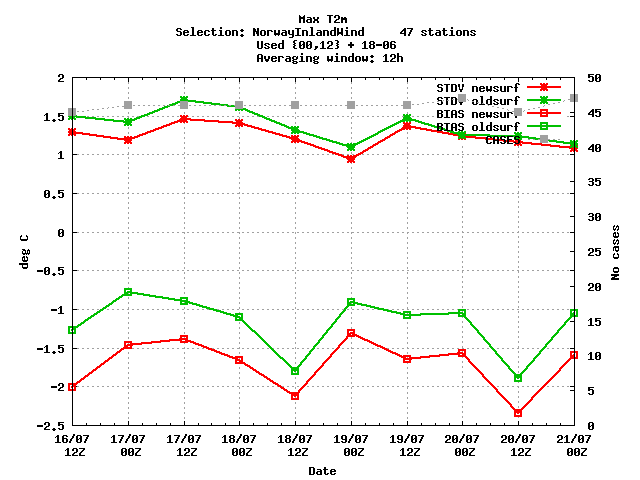 Max T2m
Selection: NorwayInlandWind 47 stations
Used {00,12} + 18-06
Averaging window: 12h
2
1.5
1
0.5
0
-0.5
-1
-1.5
-2
-2.5
deg C
50
45
40
35
30
25
20
15
10
5
0
No cases
STDV newsurf
STDV oldsurf
BIAS newsurf
BIAS oldsurf
CASES
16/07 17/07 17/07 18/07 18/07 19/07 19/07 20/07 20/07 21/07
12Z 00Z 12Z 00Z 12Z 00Z 12Z 00Z 12Z 00Z
Date